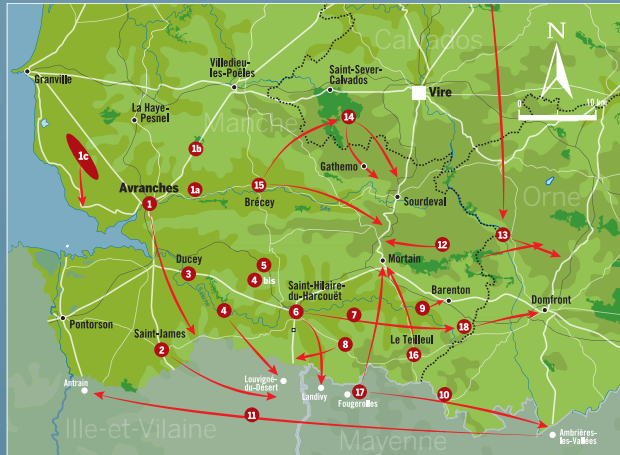 Calvados
N
Granville
Villedieu-
les-Poêles
Saint-Sever-
Calvados
Vire
0 10 km
La Haye-
Pesnel
Manche
14
1c
1b
Gathemo
Orne
Avranches
1a
15
1
Brécey
Sourdeval
13
12
Ducey
5
Mortain
3
4 bis
Saint-Hilaire-
du-Harcouët
Barenton
9
Domfront
4
6
7
Pontorson
18
Saint-James
8
Le Teilleul
2
16
Antrain
Louvigné-
du-Désert
Landivy
17
Fougerolles
10
11
Ille-et-Vilaine
Mayenne
Ambrières-
les-Vallées